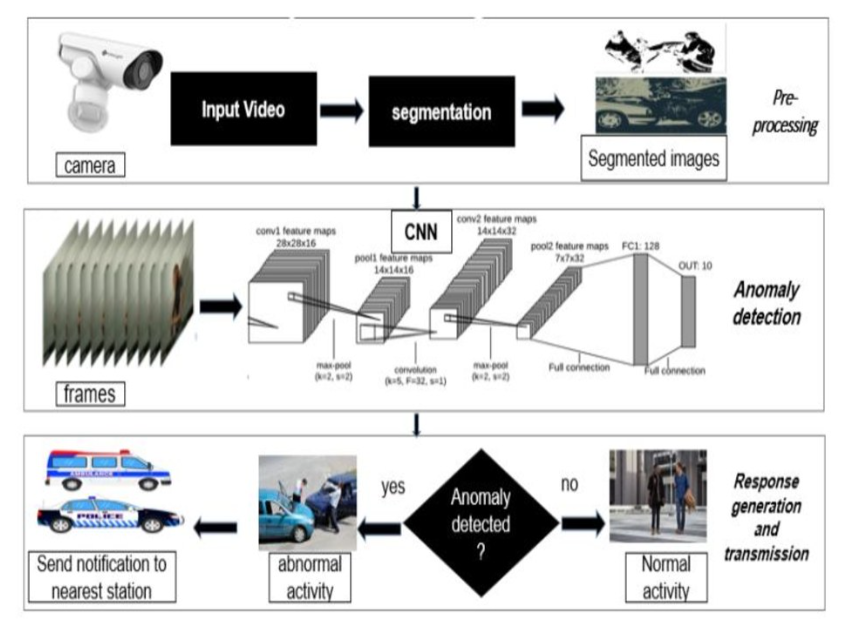 Input Video
segmentation
Pre-
processing
camera
Segmented images
CNN
conv1 feature maps
28x28x16
pool1 feature maps
14x14x16
conv2 feature maps
14x14x32
pool2 feature maps
7x7x32
FC1: 128
OUT: 10
Anomaly
detection
max-pool
(k=2, s=2)
convolution
(k=5, F=32, s=1)
max-pool
(k=2, s=2)
Full connection
Full connection
frames
AMBULANCE
POLICE
Send notification to
nearest station
abnormal
activity
yes
Anomaly
detected
?
no
Normal
activity
Response
generation
and
transmission